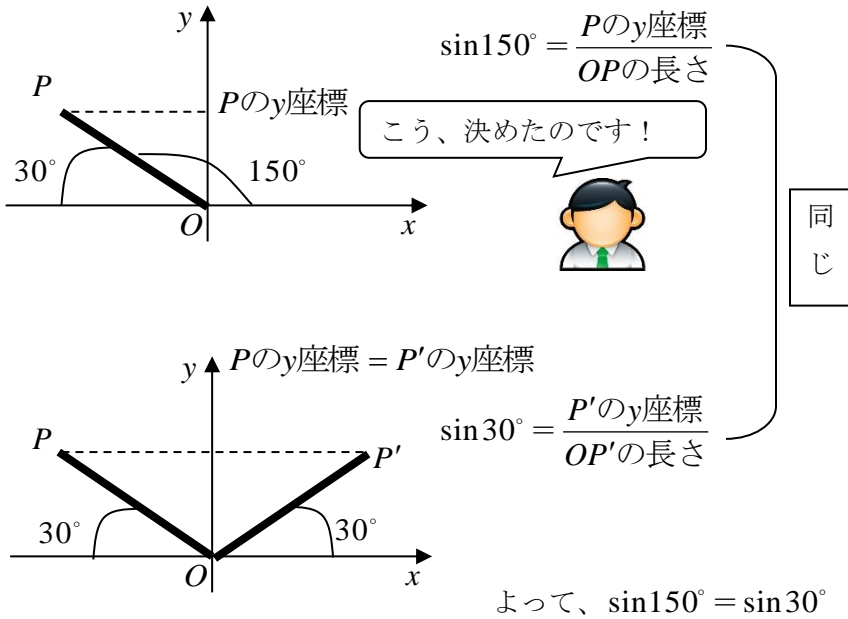 y
sin150° = Pのy座標 / OPの長さ
P
Pのy座標
こう、決めたのです！
30°
150°
O
x
同じ
y
Pのy座標 = P′のy座標
sin30° = P′のy座標 / OP′の長さ
P
P′
30°
30°
O
x
よって、sin150° = sin30°